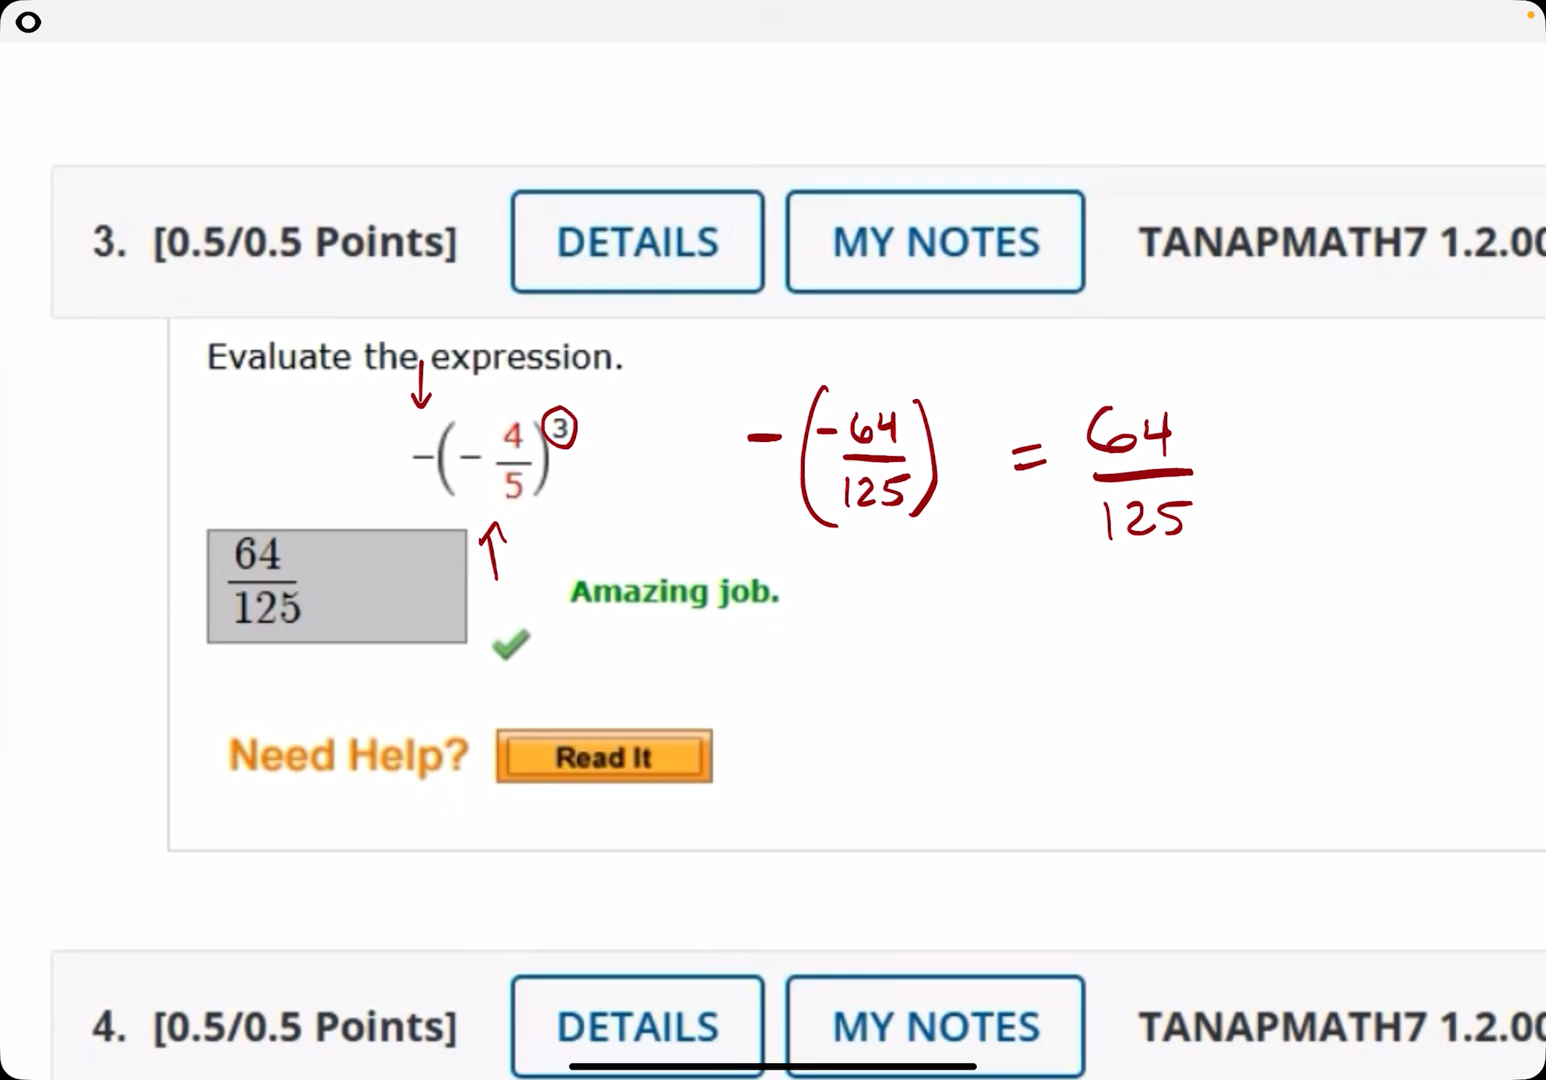 3. [0.5/0.5 Points] DETAILS MY NOTES TANAPMATH7 1.2.00
Evaluate the expression.
-(- 4/5)^3
-(-64/125) = 64/125
64/125
Amazing job.
Need Help? Read It
4. [0.5/0.5 Points] DETAILS MY NOTES TANAPMATH7 1.2.00